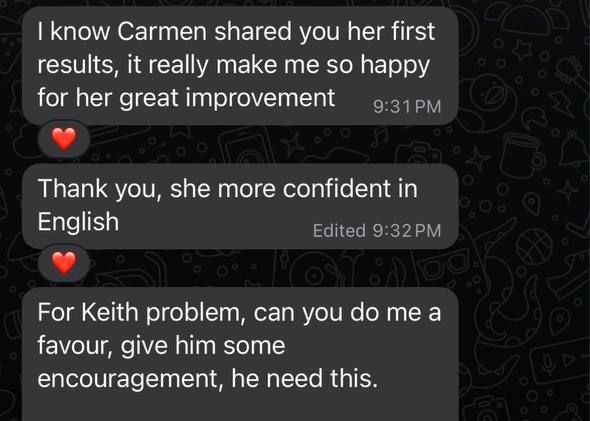 I know Carmen shared you her first
results, it really make me so happy
for her great improvement 9:31 PM
Thank you, she more confident in
English Edited 9:32 PM
For Keith problem, can you do me a
favour, give him some
encouragement, he need this.